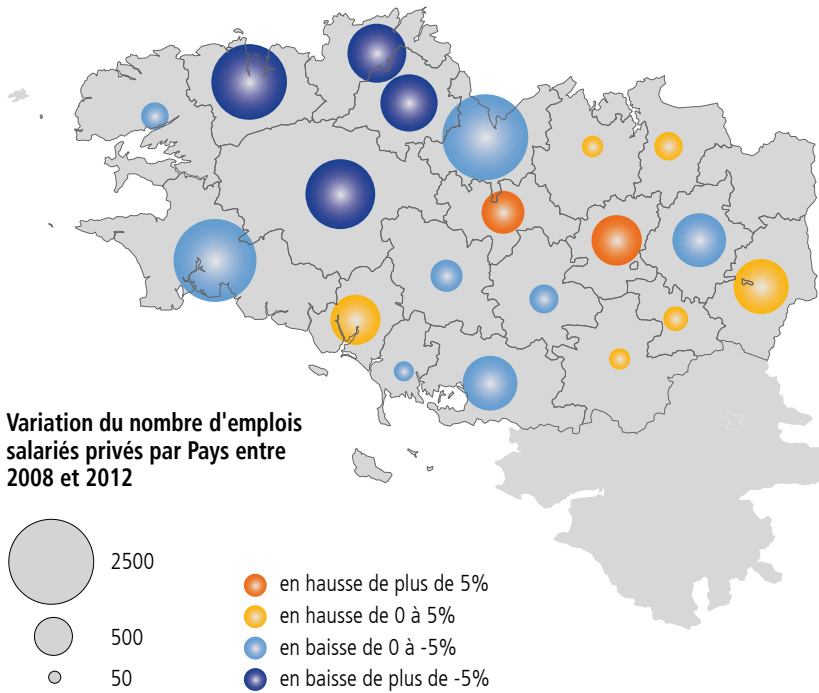 Variation du nombre d'emplois
salariés privés par Pays entre
2008 et 2012
2500
500
50
en hausse de plus de 5%
en hausse de 0 à 5%
en baisse de 0 à -5%
en baisse de plus de -5%